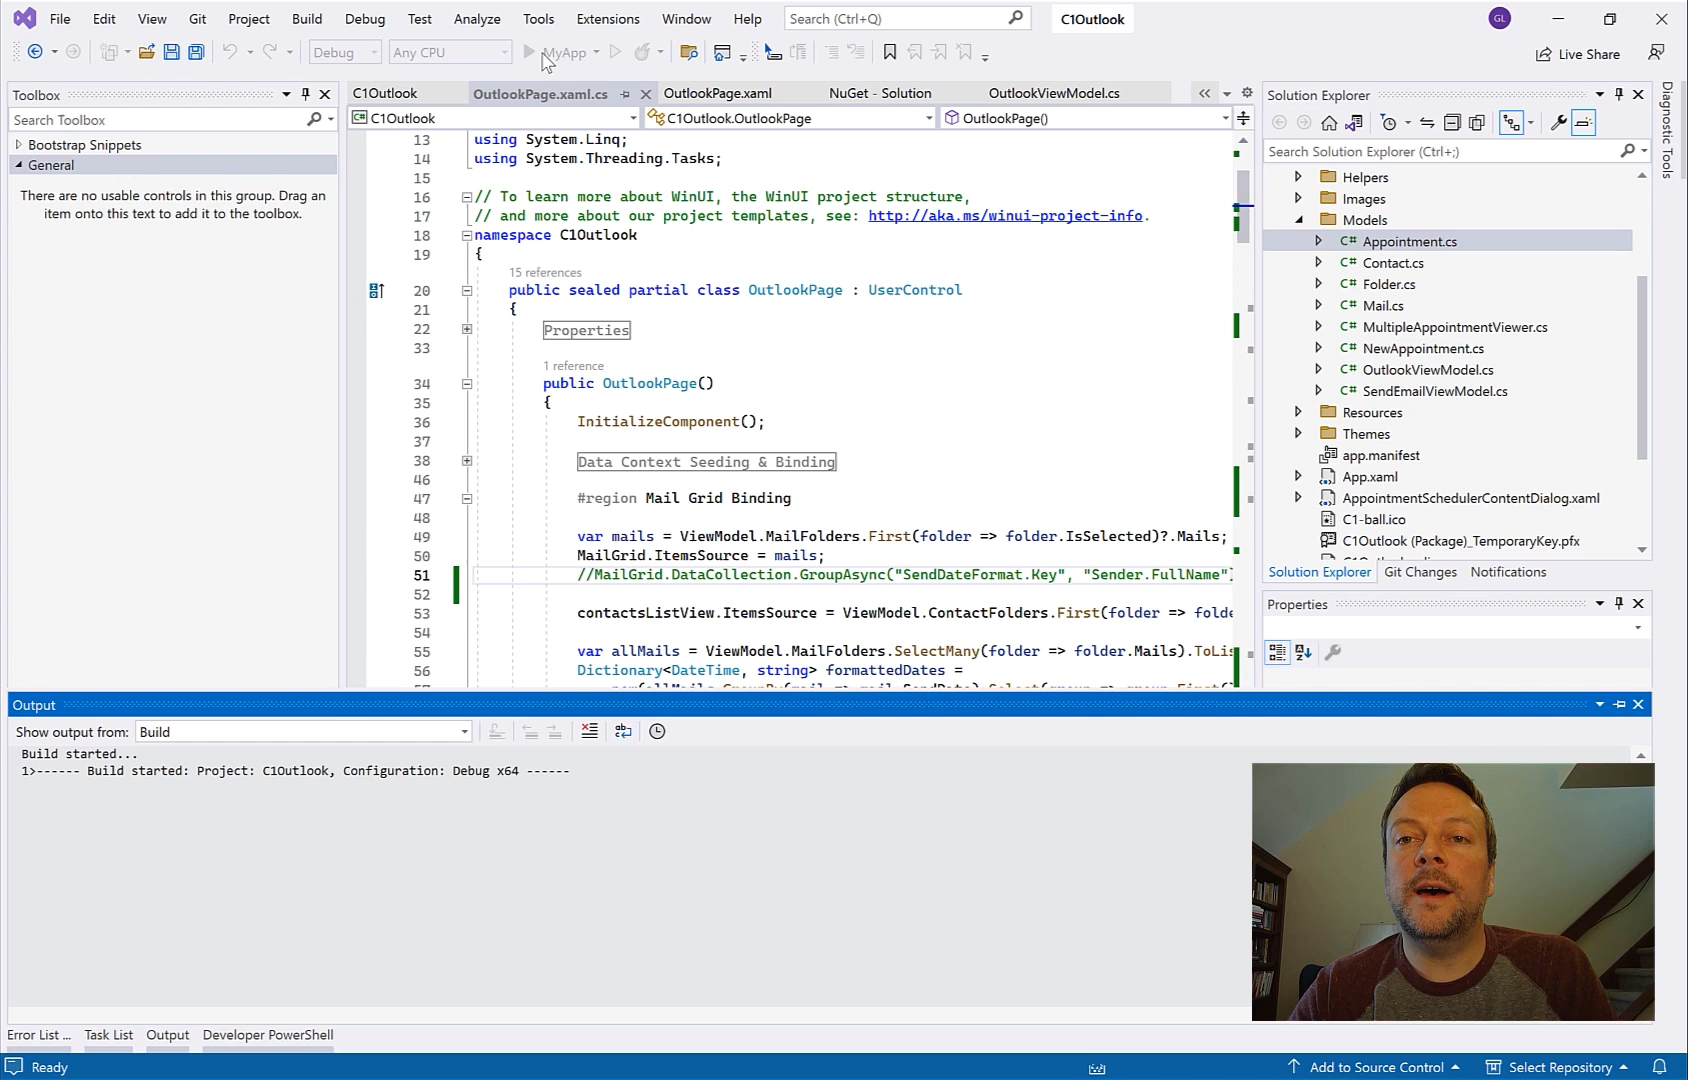 File Edit View Git Project Build Debug Test Analyze Tools Extensions Window Help Search (Ctrl+Q) C1Outlook GL
Debug Any CPU MyApp Live Share
Toolbox
Search Toolbox
Bootstrap Snippets
General
There are no usable controls in this group. Drag an
item onto this text to add it to the toolbox.
C1Outlook OutlookPage.xaml.cs OutlookPage.xaml NuGet - Solution OutlookViewModel.cs
C# C1Outlook C1Outlook.OutlookPage OutlookPage()
13 using System.Linq;
14 using System.Threading.Tasks;
15
16 // To learn more about WinUI, the WinUI project structure,
17 // and more about our project templates, see: http://aka.ms/winui-project-info.
18 namespace C1Outlook
19 {
15 references
20 public sealed partial class OutlookPage : UserControl
21 {
22 Properties
33
1 reference
34 public OutlookPage()
35 {
36 InitializeComponent();
37
38 Data Context Seeding & Binding
46
47 #region Mail Grid Binding
48
49 var mails = ViewModel.MailFolders.First(folder => folder.IsSelected)?.Mails;
50 MailGrid.ItemsSource = mails;
51 //MailGrid.DataCollection.GroupAsync("SendDateFormat.Key", "Sender.FullName")
52
53 contactsListView.ItemsSource = ViewModel.ContactFolders.First(folder => folde
54
55 var allMails = ViewModel.MailFolders.SelectMany(folder => folder.Mails).ToLis
56 Dictionary<DateTime, string> formattedDates =
Solution Explorer
Search Solution Explorer (Ctrl+;)
Helpers
Images
Models
C# Appointment.cs
C# Contact.cs
C# Folder.cs
C# Mail.cs
C# MultipleAppointmentViewer.cs
C# NewAppointment.cs
C# OutlookViewModel.cs
C# SendEmailViewModel.cs
Resources
Themes
app.manifest
App.xaml
AppointmentSchedulerContentDialog.xaml
C1-ball.ico
C1Outlook (Package)_TemporaryKey.pfx
Solution Explorer Git Changes Notifications
Properties
Diagnostic Tools
Output
Show output from: Build
Build started...
1>------ Build started: Project: C1Outlook, Configuration: Debug x64 ------
Error List ... Task List Output Developer PowerShell
Ready Add to Source Control Select Repository